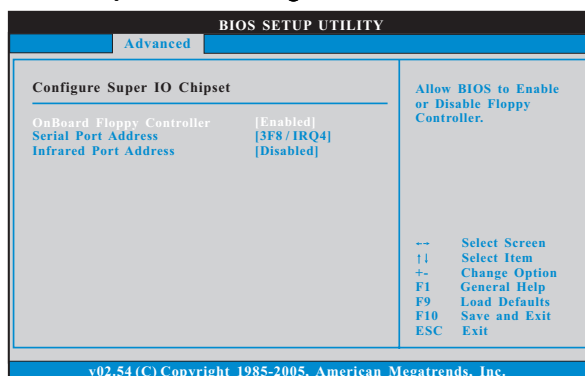 BIOS SETUP UTILITY
Advanced
Configure Super IO Chipset
OnBoard Floppy Controller [Enabled]
Serial Port Address [3F8 / IRQ4]
Infrared Port Address [Disabled]
Allow BIOS to Enable
or Disable Floppy
Controller.
←→ Select Screen
↑↓ Select Item
+- Change Option
F1 General Help
F9 Load Defaults
F10 Save and Exit
ESC Exit
v02.54 (C) Copyright 1985-2005, American Megatrends, Inc.